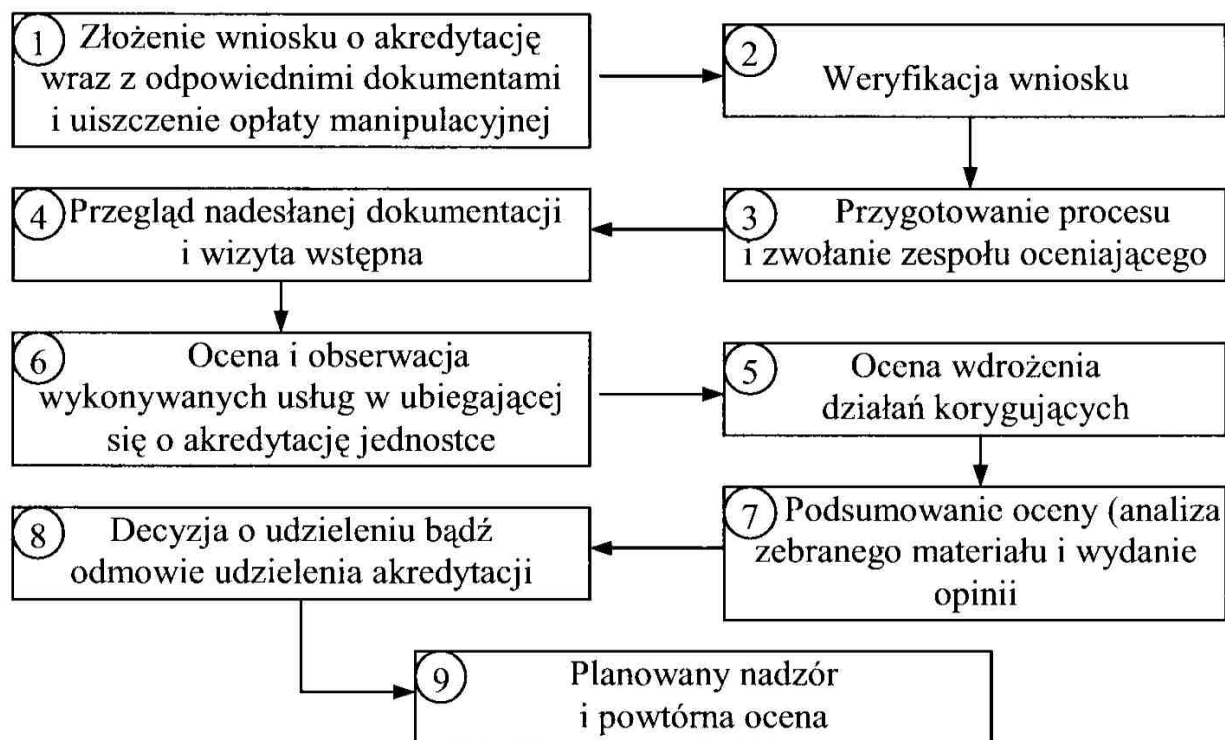 1 Złożenie wniosku o akredytację
wraz z odpowiednimi dokumentami
i uiszczenie opłaty manipulacyjnej
2
Weryfikacja wniosku
3 Przygotowanie procesu
i zwołanie zespołu oceniającego
4 Przegląd nadesłanej dokumentacji
i wizyta wstępna
6 Ocena i obserwacja
wykonywanych usług w ubiegającej
się o akredytację jednostce
5 Ocena wdrożenia
działań korygujących
7 Podsumowanie oceny (analiza
zebranego materiału i wydanie
opinii
8 Decyzja o udzieleniu bądź
odmowie udzielenia akredytacji
9 Planowany nadzór
i powtórna ocena